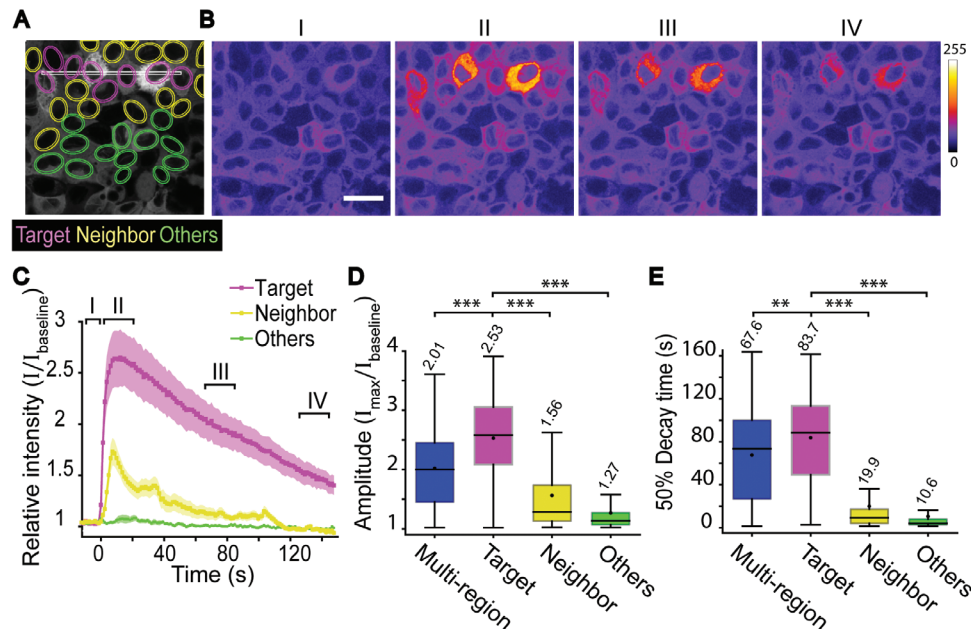 A
B
I
II
III
IV
255
0
Target Neighbor Others
C
Relative intensity (I/Ibaseline)
3
2.5
2
1.5
1
I
II
III
IV
Target
Neighbor
Others
0
40
80
120
Time (s)
D
Amplitude (Imax/Ibaseline)
4
3
2
1
***
***
***
2.01
2.53
1.56
1.27
Multi-region
Target
Neighbor
Others
E
50% Decay time (s)
160
120
80
40
0
**
***
***
67.6
83.7
19.9
10.6
Multi-region
Target
Neighbor
Others